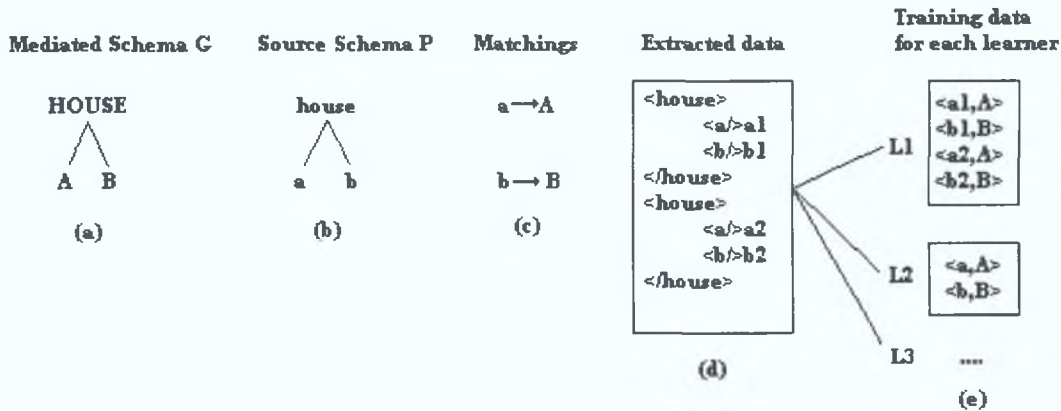 Mediated Schema G
HOUSE
A B
(a)
Source Schema P
house
a b
(b)
Matchings
a→A
b→B
(c)
Extracted data
<house>
<a/>a1
<b/>b1
</house>
<house>
<a/>a2
<b/>b2
</house>
(d)
Training data
for each learner
L1
<a1,A>
<b1,B>
<a2,A>
<b2,B>
L2
<a,A>
<b,B>
L3 ....
(e)